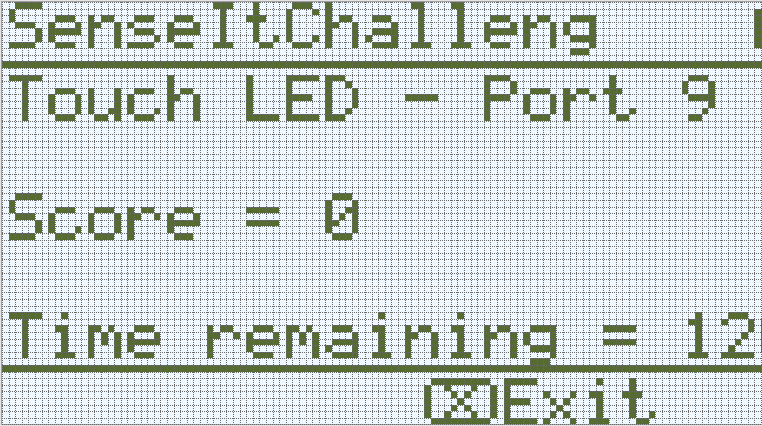 SenseItChalleng
Touch LED - Port 9
Score = 0
Time remaining = 12
[X]Exit